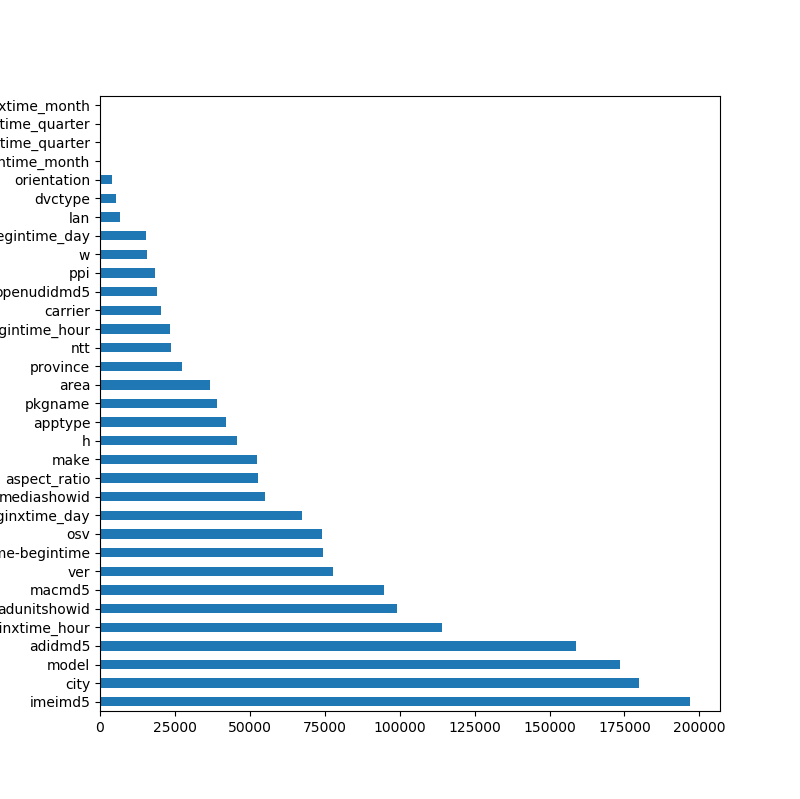 xtime_month
time_quarter
time_quarter
ntime_month
orientation
dvctype
lan
egintime_day
w
ppi
openudidmd5
carrier
gintime_hour
ntt
province
area
pkgname
apptype
h
make
aspect_ratio
mediashowid
ginxtime_day
osv
me-begintime
ver
macmd5
adunitshowid
inxtime_hour
adidmd5
model
city
imeimd5
0 25000 50000 75000 100000 125000 150000 175000 200000